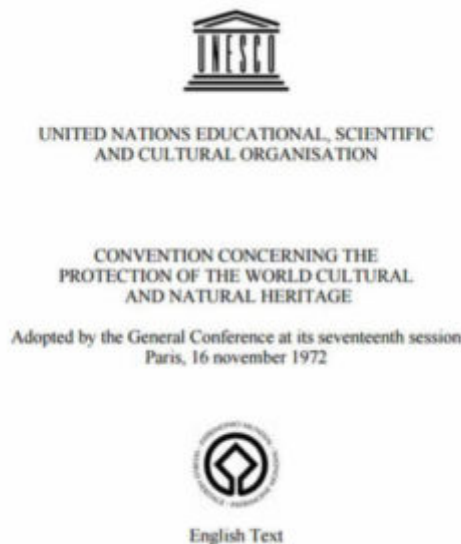 UNESCO
UNITED NATIONS EDUCATIONAL, SCIENTIFIC
AND CULTURAL ORGANISATION
CONVENTION CONCERNING THE
PROTECTION OF THE WORLD CULTURAL
AND NATURAL HERITAGE
Adopted by the General Conference at its seventeenth session
Paris, 16 november 1972
English Text